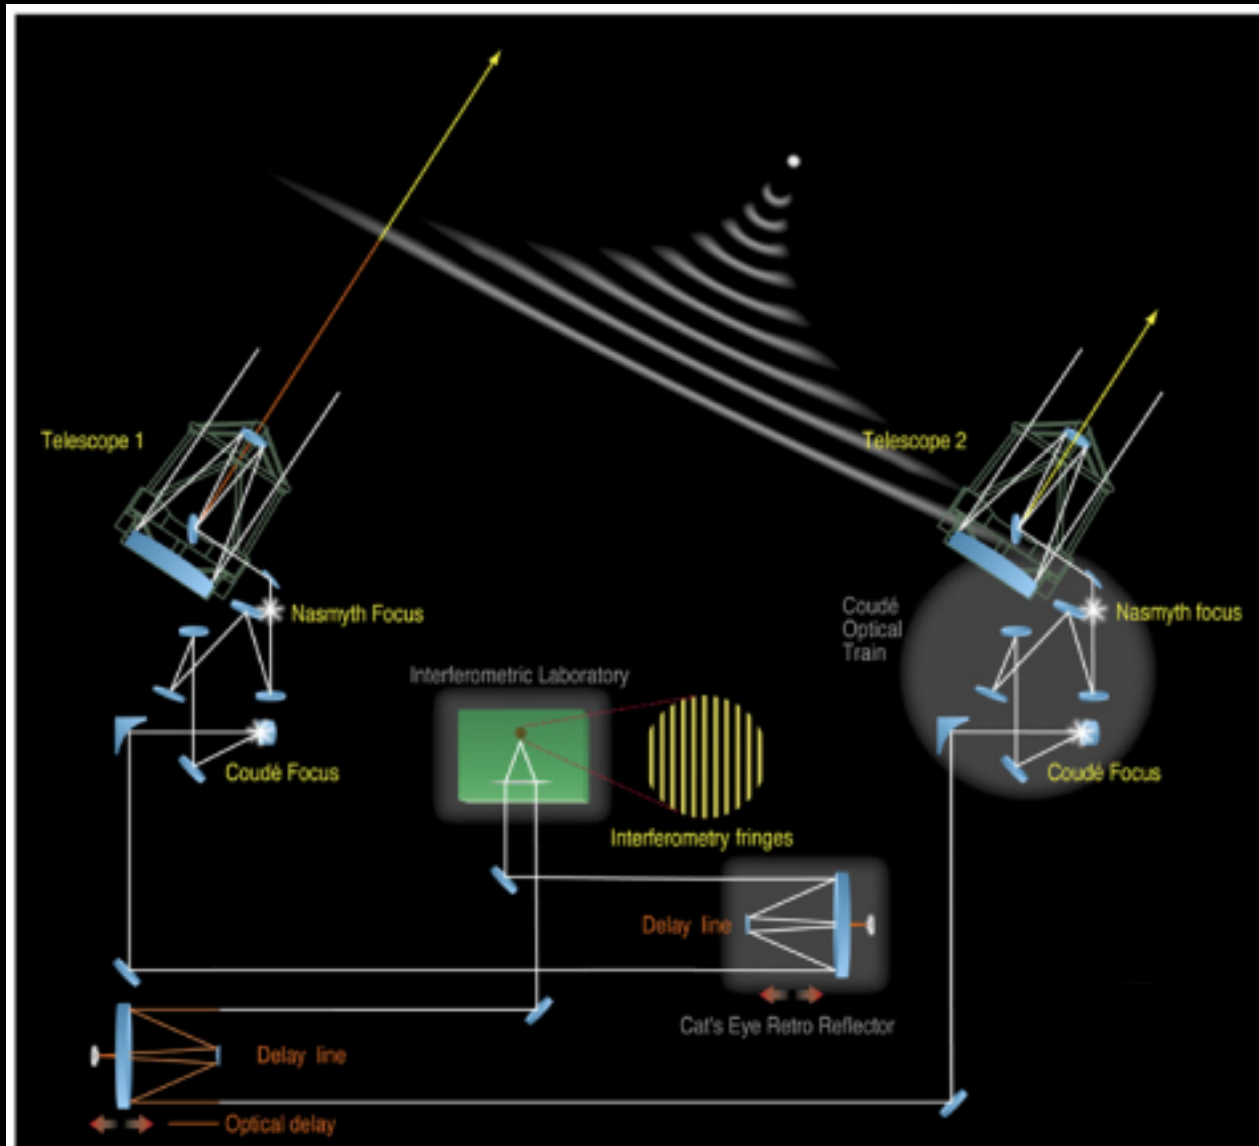 Telescope 1
Telescope 2
Nasmyth Focus
Coudé
Optical
Train
Nasmyth focus
Interferometric Laboratory
Coudé Focus
Coudé Focus
Interferometry fringes
Delay line
Cat's Eye Retro Reflector
Delay line
Optical delay